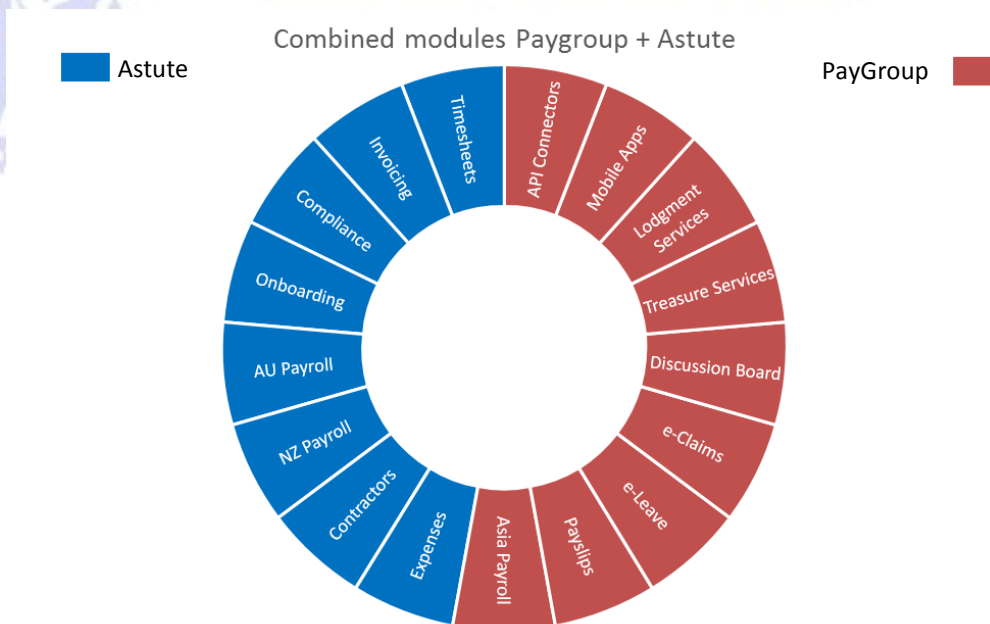 Combined modules Paygroup + Astute
Astute
PayGroup
API Connectors
Mobile Apps
Lodgment
Services
Treasure Services
Discussion Board
e-Claims
e-Leave
Payslips
Asia Payroll
Expenses
Contractors
NZ Payroll
AU Payroll
Onboarding
Compliance
Invoicing
Timesheets